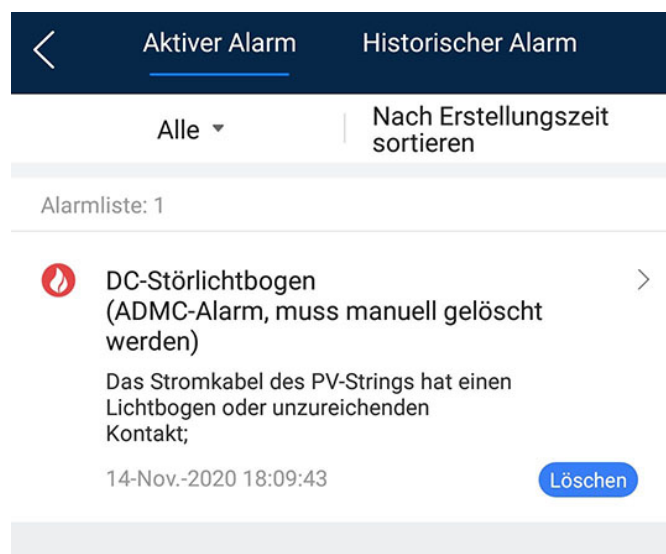 Aktiver Alarm Historischer Alarm
Alle
Nach Erstellungszeit
sortieren
Alarmliste: 1
DC-Störlichtbogen
(ADMC-Alarm, muss manuell gelöscht
werden)
Das Stromkabel des PV-Strings hat einen
Lichtbogen oder unzureichenden
Kontakt;
14-Nov.-2020 18:09:43 Löschen